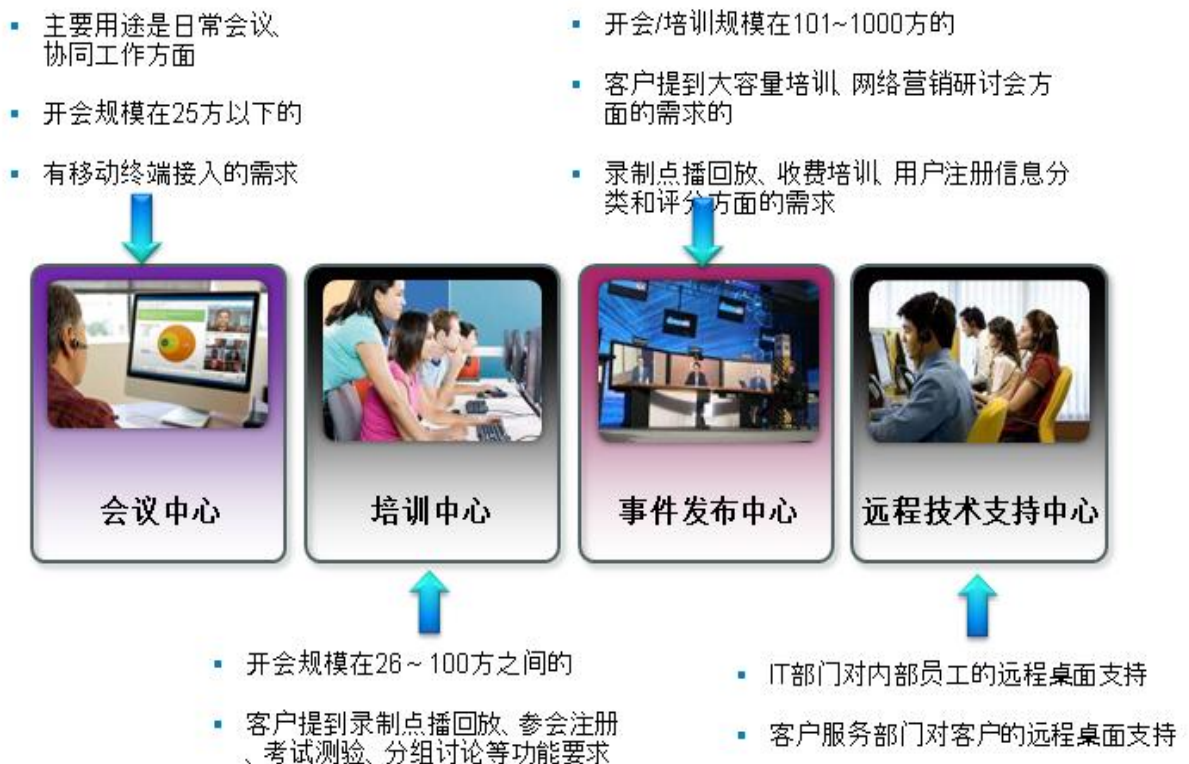 主要用途是日常会议、
协同工作方面
开会规模在25方以下的
有移动终端接入的需求
开会/培训规模在101~1000方的
客户提到大容量培训、网络营销研讨会方
面的需求的
录制点播回放、收费培训、用户注册信息分
类和评分方面的需求
会议中心
培训中心
事件发布中心
远程技术支持中心
开会规模在26～100方之间的
客户提到录制点播回放、参会注册
、考试测验、分组讨论等功能要求
IT部门对内部员工的远程桌面支持
客户服务部门对客户的远程桌面支持